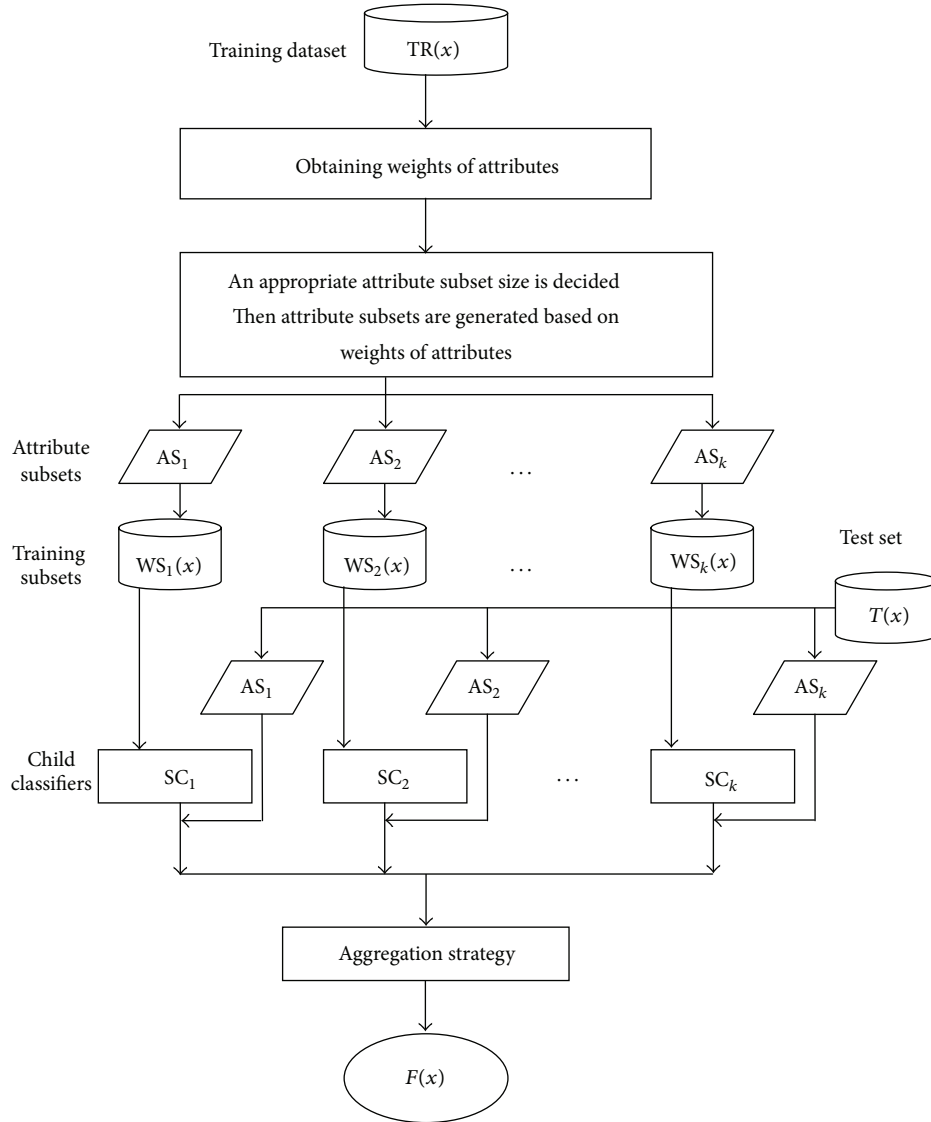 Training dataset
TR(x)
Obtaining weights of attributes
An appropriate attribute subset size is decided
Then attribute subsets are generated based on
weights of attributes
Attribute
subsets
AS₁
AS₂
...
ASₖ
Training
subsets
WS₁(x)
WS₂(x)
...
WSₖ(x)
Test set
T(x)
AS₁
AS₂
ASₖ
Child
classifiers
SC₁
SC₂
...
SCₖ
Aggregation strategy
F(x)